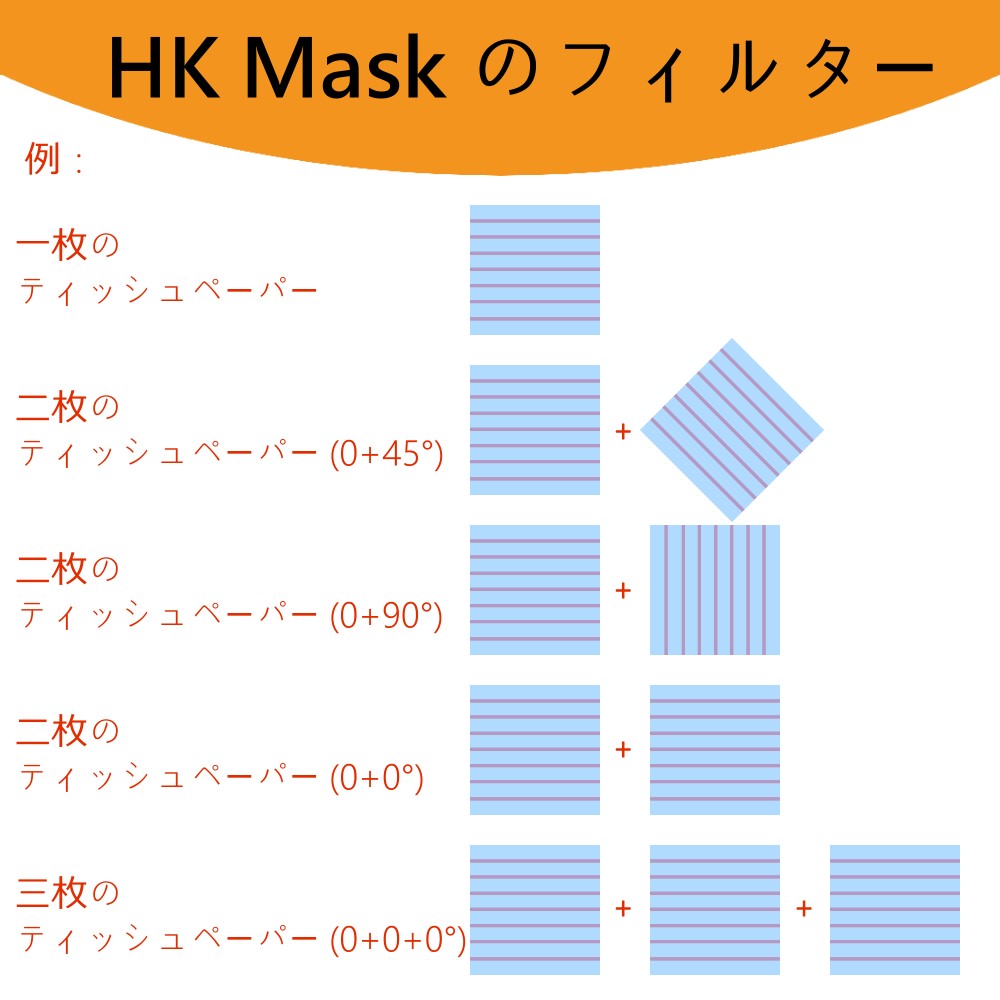 HK Mask のフィルター
例：
一枚の
ティッシュペーパー
二枚の
ティッシュペーパー (0+45°)
+
二枚の
ティッシュペーパー (0+90°)
+
二枚の
ティッシュペーパー (0+0°)
+
三枚の
ティッシュペーパー (0+0+0°)
+ +